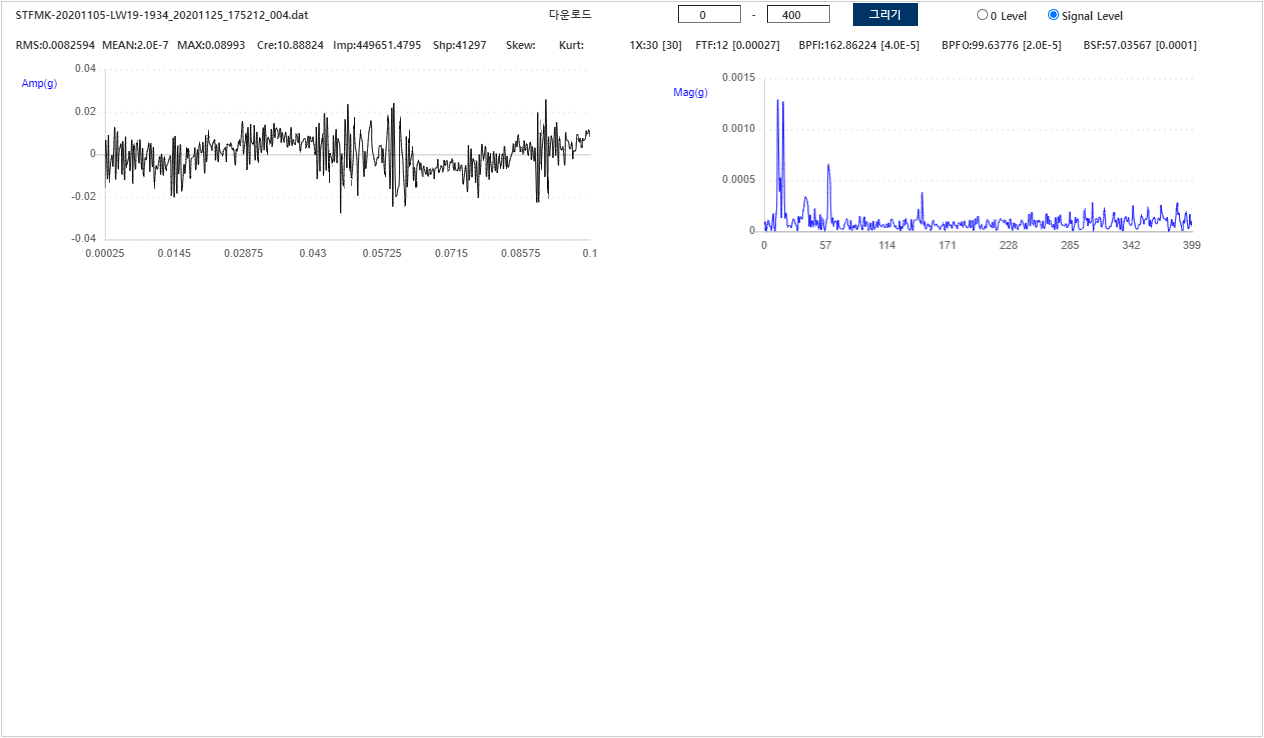 STFMK-20201105-LW19-1934_20201125_175212_004.dat 다운로드 0 - 400 그리기 0 Level Signal Level
RMS:0.0082594 MEAN:2.0E-7 MAX:0.08993 Cre:10.88824 Imp:449651.4795 Shp:41297 Skew: Kurt: 1X:30 [30] FTF:12 [0.00027] BPFI:162.86224 [4.0E-5] BPFO:99.63776 [2.0E-5] BSF:57.03567 [0.0001]
Amp(g)
0.04
0.02
0
-0.02
-0.04
0.00025 0.0145 0.02875 0.043 0.05725 0.0715 0.08575 0.1
Mag(g)
0.0015
0.0010
0.0005
0
0 57 114 171 228 285 342 399